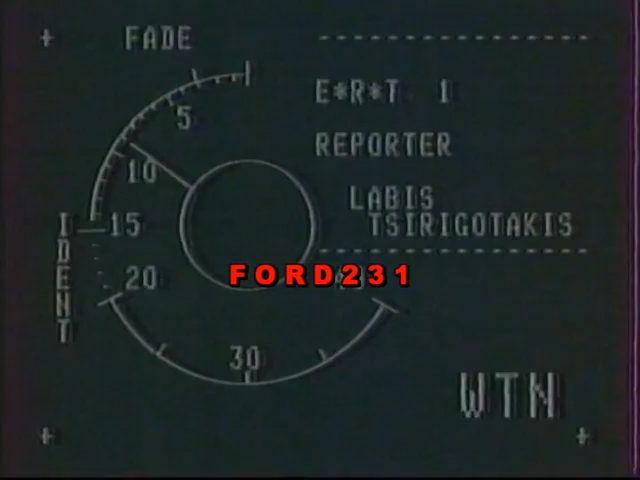 FADE
E*R*T 1
REPORTER
LABIS
TSIRIGOTAKIS
5
10
15
20
30
IDENT
FORD231
WTN